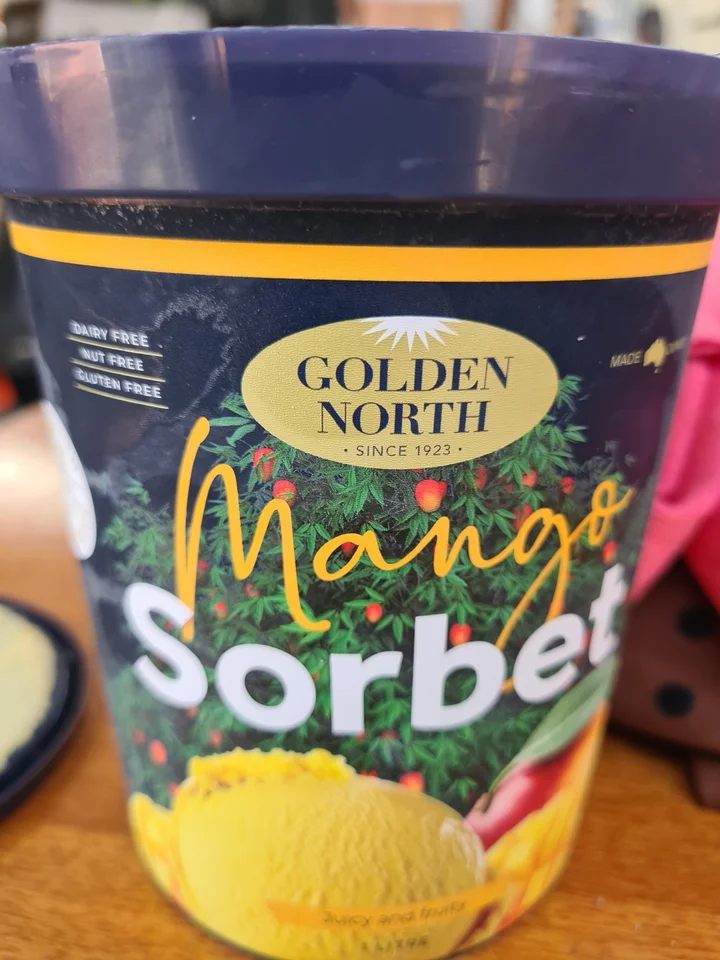 DAIRY FREE
NUT FREE
GLUTEN FREE
GOLDEN
NORTH
· SINCE 1923 ·
MADE
Mango
Sorbet
Juicy and fruity